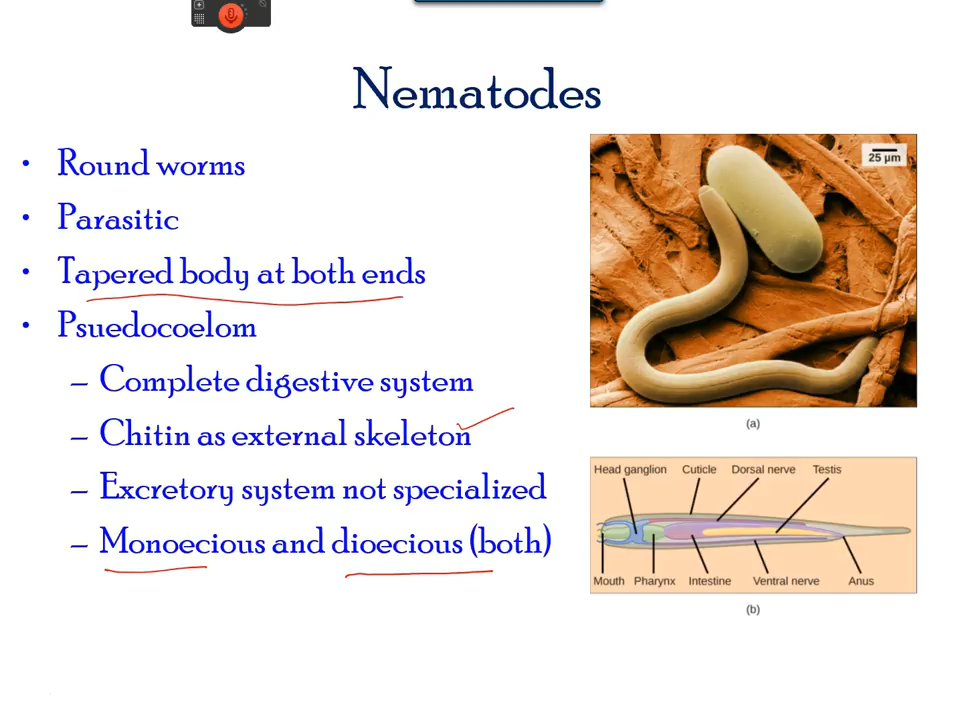 Nematodes
• Round worms
• Parasitic
• Tapered body at both ends
• Psuedocoelom
– Complete digestive system
– Chitin as external skeleton
– Excretory system not specialized
– Monoecious and dioecious (both)
25 µm
(a)
Head ganglion Cuticle Dorsal nerve Testis
Mouth Pharynx Intestine Ventral nerve Anus
(b)